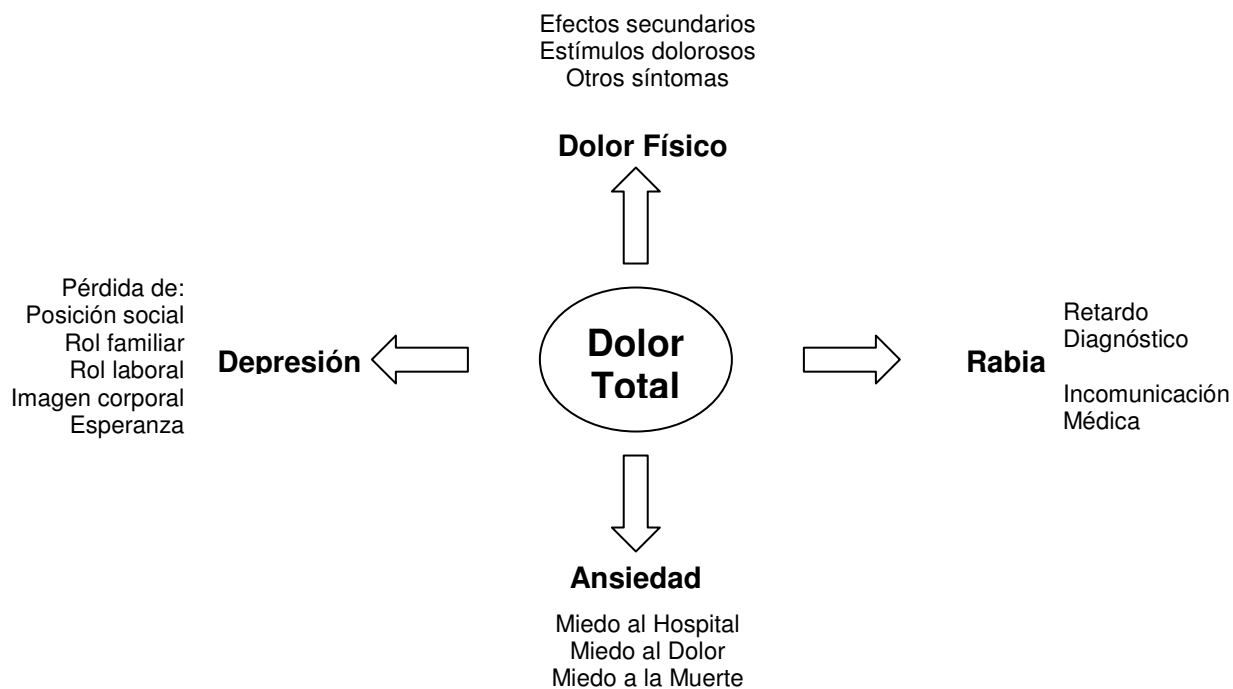 Efectos secundarios
Estímulos dolorosos
Otros síntomas
Dolor Físico
Pérdida de:
Posición social
Rol familiar
Rol laboral
Imagen corporal
Esperanza
Depresión
Dolor
Total
Rabia
Retardo
Diagnóstico
Incomunicación
Médica
Ansiedad
Miedo al Hospital
Miedo al Dolor
Miedo a la Muerte